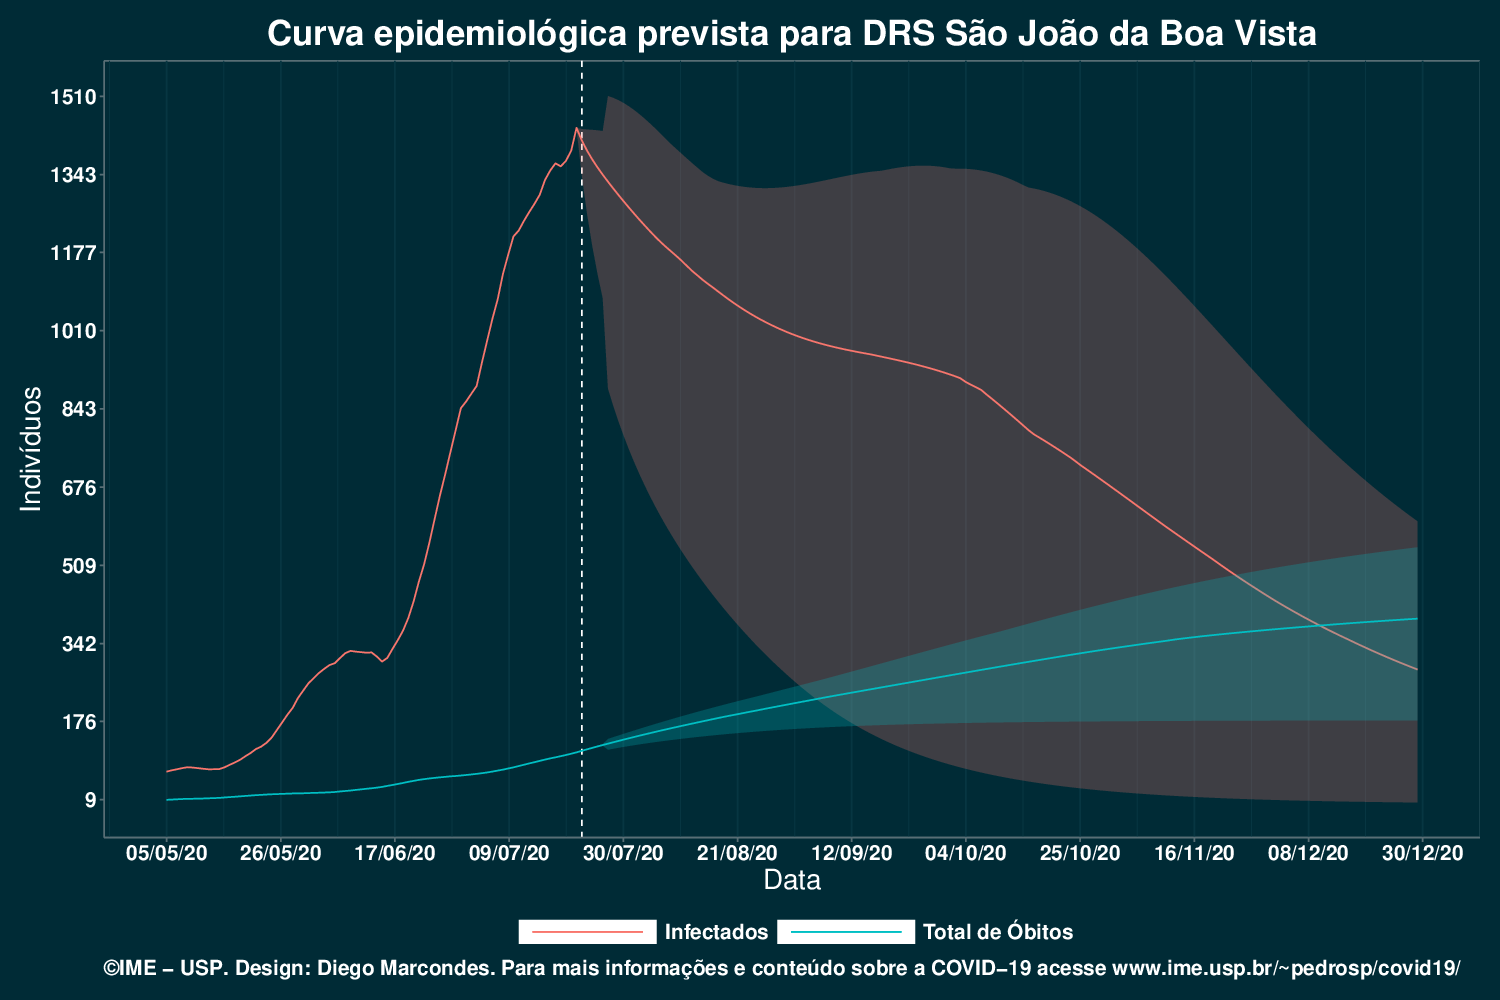 Curva epidemiológica prevista para DRS São João da Boa Vista
1510
1343
1177
1010
843
676
509
342
176
9
Indivíduos
05/05/20 26/05/20 17/06/20 09/07/20 30/07/20 21/08/20 12/09/20 04/10/20 25/10/20 16/11/20 08/12/20 30/12/20
Data
Infectados Total de Óbitos
©IME − USP. Design: Diego Marcondes. Para mais informações e conteúdo sobre a COVID−19 acesse www.ime.usp.br/~pedrosp/covid19/